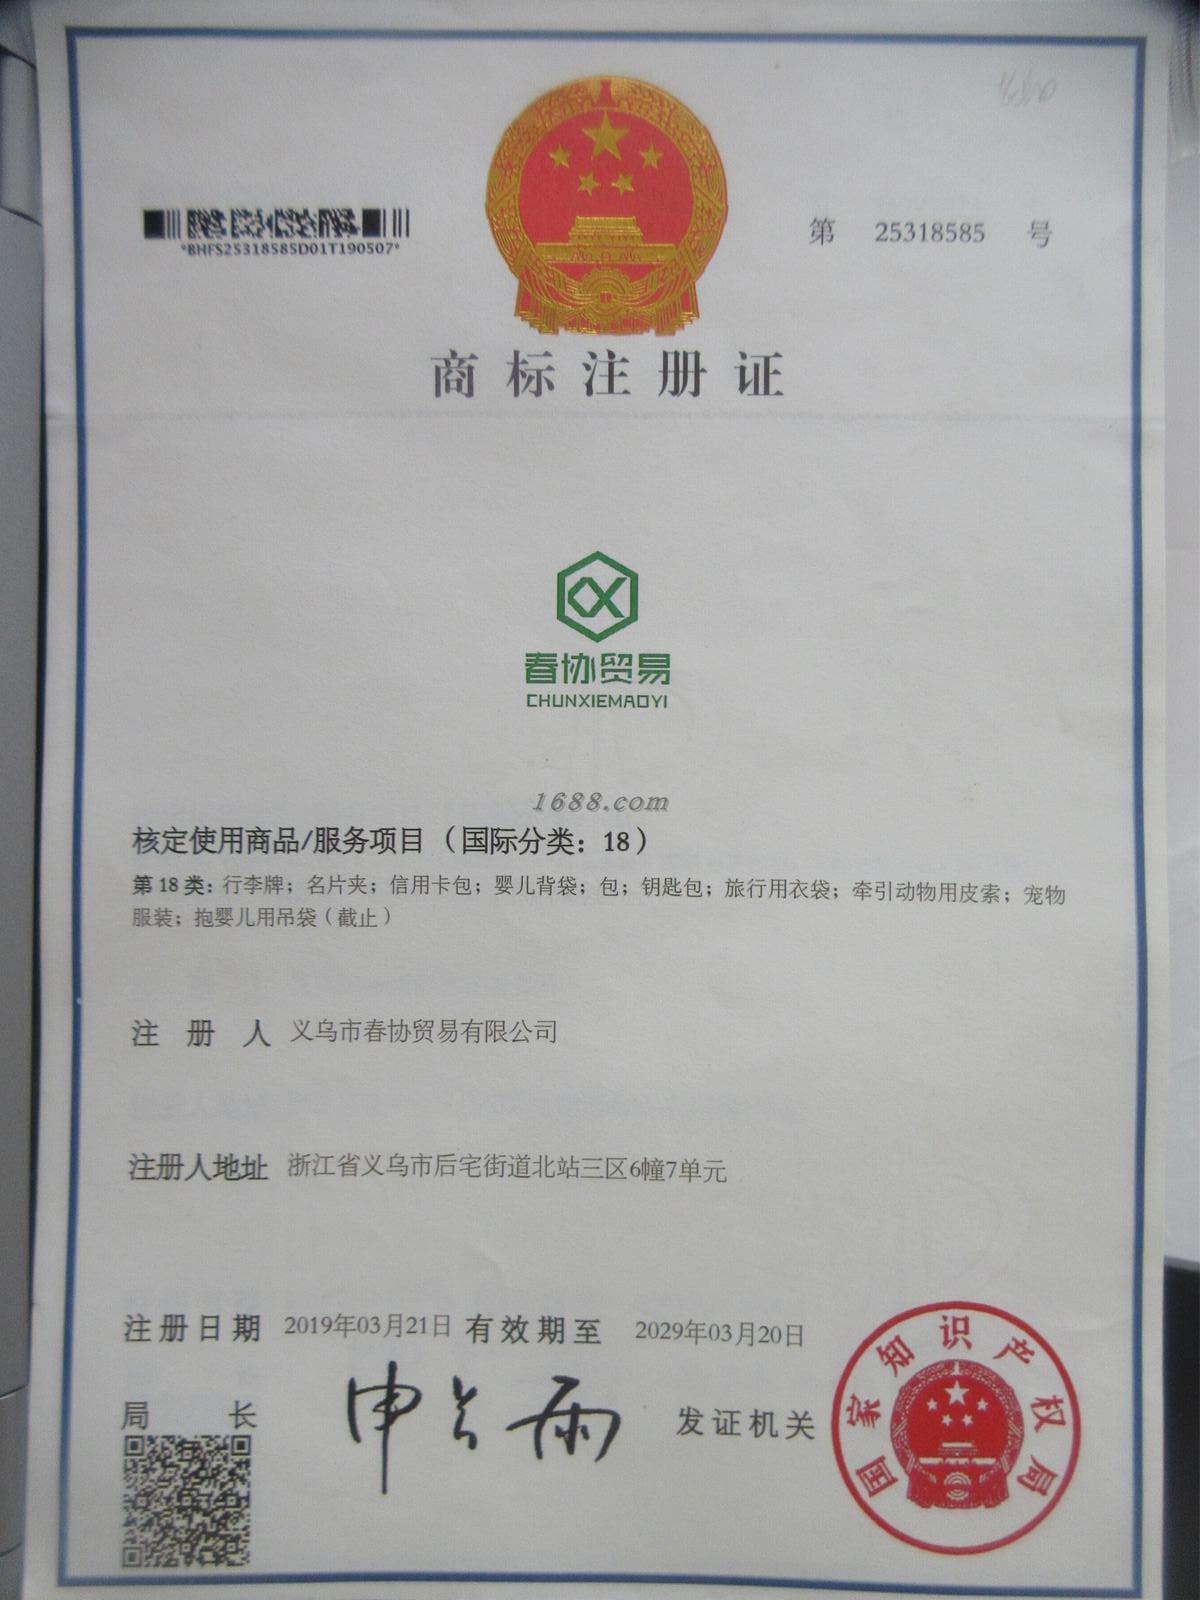 第 25318585 号
*BHFS25318585D01T190507*
商标注册证
春协贸易
CHUNXIEMAOYI
1688.com
核定使用商品/服务项目（国际分类：18）
第18类：行李牌；名片夹；信用卡包；婴儿背袋；包；钥匙包；旅行用衣袋；牵引动物用皮索；宠物
服装；抱婴儿用吊袋（截止）
注册人 义乌市春协贸易有限公司
注册人地址 浙江省义乌市后宅街道北站三区6幢7单元
注册日期 2019年03月21日 有效期至 2029年03月20日
局长 申长雨 发证机关
国家知识产权局